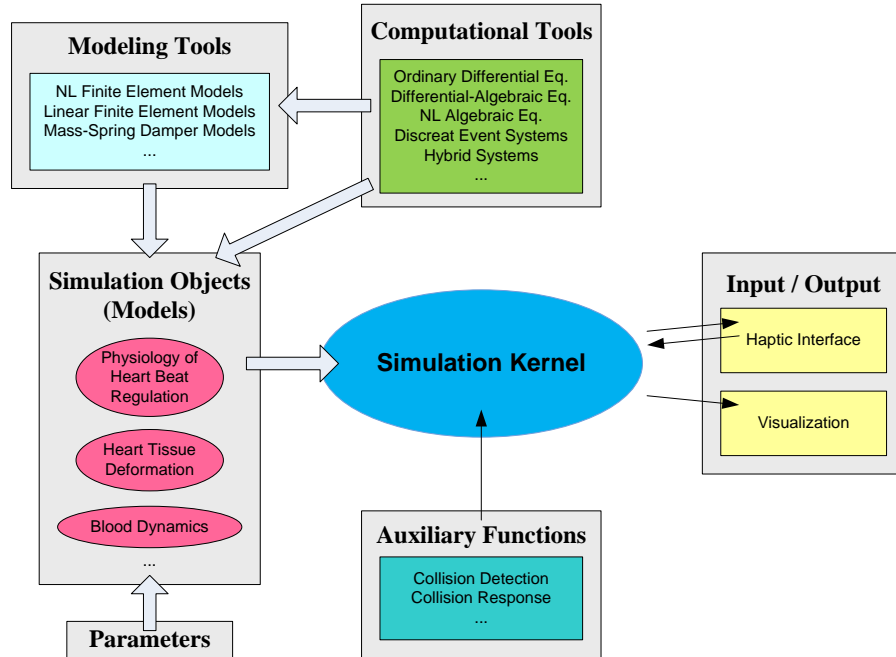 Modeling Tools
NL Finite Element Models
Linear Finite Element Models
Mass-Spring Damper Models
...
Computational Tools
Ordinary Differential Eq.
Differential-Algebraic Eq.
NL Algebraic Eq.
Discreat Event Systems
Hybrid Systems
...
Simulation Objects
(Models)
Physiology of
Heart Beat
Regulation
Heart Tissue
Deformation
Blood Dynamics
...
Parameters
Simulation Kernel
Auxiliary Functions
Collision Detection
Collision Response
...
Input / Output
Haptic Interface
Visualization